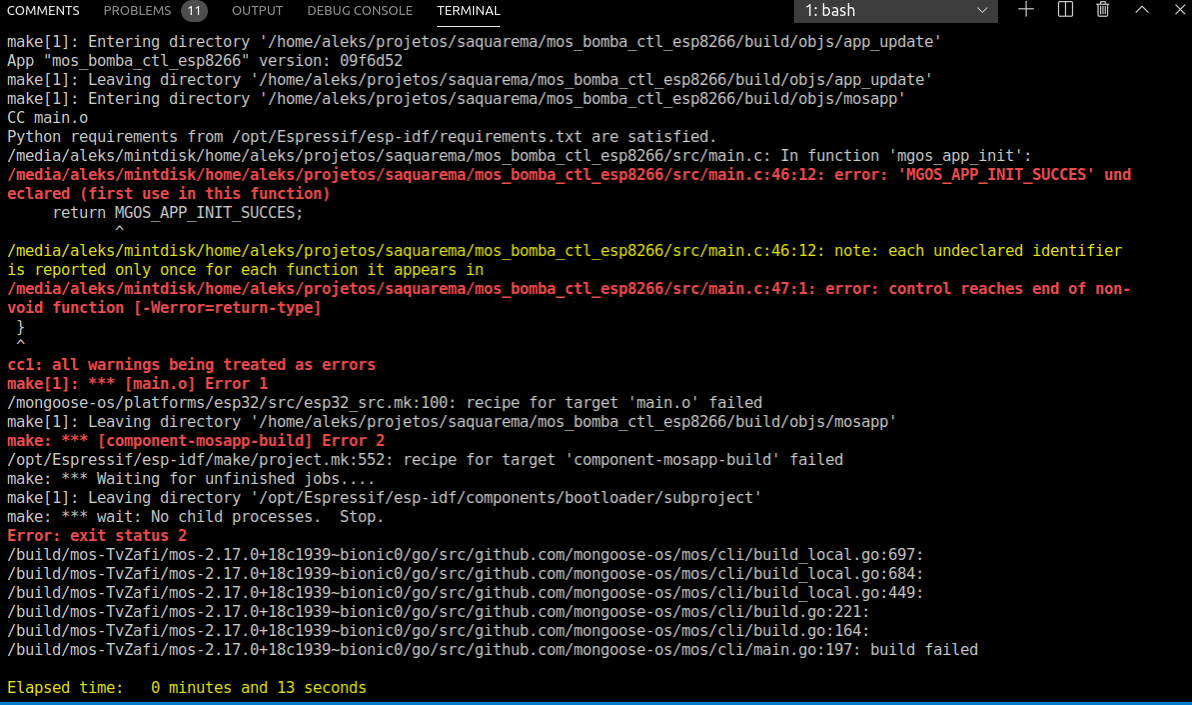 COMMENTS PROBLEMS 11 OUTPUT DEBUG CONSOLE TERMINAL 1: bash
make[1]: Entering directory '/home/aleks/projetos/saquarema/mos_bomba_ctl_esp8266/build/objs/app_update'
App "mos_bomba_ctl_esp8266" version: 09f6d52
make[1]: Leaving directory '/home/aleks/projetos/saquarema/mos_bomba_ctl_esp8266/build/objs/app_update'
make[1]: Entering directory '/home/aleks/projetos/saquarema/mos_bomba_ctl_esp8266/build/objs/mosapp'
CC main.o
Python requirements from /opt/Espressif/esp-idf/requirements.txt are satisfied.
/media/aleks/mintdisk/home/aleks/projetos/saquarema/mos_bomba_ctl_esp8266/src/main.c: In function 'mgos_app_init':
/media/aleks/mintdisk/home/aleks/projetos/saquarema/mos_bomba_ctl_esp8266/src/main.c:46:12: error: 'MGOS_APP_INIT_SUCCES' und
eclared (first use in this function)
     return MGOS_APP_INIT_SUCCES;
            ^
/media/aleks/mintdisk/home/aleks/projetos/saquarema/mos_bomba_ctl_esp8266/src/main.c:46:12: note: each undeclared identifier
is reported only once for each function it appears in
/media/aleks/mintdisk/home/aleks/projetos/saquarema/mos_bomba_ctl_esp8266/src/main.c:47:1: error: control reaches end of non-
void function [-Werror=return-type]
 }
 ^
cc1: all warnings being treated as errors
make[1]: *** [main.o] Error 1
/mongoose-os/platforms/esp32/src/esp32_src.mk:100: recipe for target 'main.o' failed
make[1]: Leaving directory '/home/aleks/projetos/saquarema/mos_bomba_ctl_esp8266/build/objs/mosapp'
make: *** [component-mosapp-build] Error 2
/opt/Espressif/esp-idf/make/project.mk:552: recipe for target 'component-mosapp-build' failed
make: *** Waiting for unfinished jobs....
make[1]: Leaving directory '/opt/Espressif/esp-idf/components/bootloader/subproject'
make: *** wait: No child processes.  Stop.
Error: exit status 2
/build/mos-TvZafi/mos-2.17.0+18c1939~bionic0/go/src/github.com/mongoose-os/mos/cli/build_local.go:697:
/build/mos-TvZafi/mos-2.17.0+18c1939~bionic0/go/src/github.com/mongoose-os/mos/cli/build_local.go:684:
/build/mos-TvZafi/mos-2.17.0+18c1939~bionic0/go/src/github.com/mongoose-os/mos/cli/build_local.go:449:
/build/mos-TvZafi/mos-2.17.0+18c1939~bionic0/go/src/github.com/mongoose-os/mos/cli/build.go:221:
/build/mos-TvZafi/mos-2.17.0+18c1939~bionic0/go/src/github.com/mongoose-os/mos/cli/build.go:164:
/build/mos-TvZafi/mos-2.17.0+18c1939~bionic0/go/src/github.com/mongoose-os/mos/cli/main.go:197: build failed
Elapsed time:   0 minutes and 13 seconds